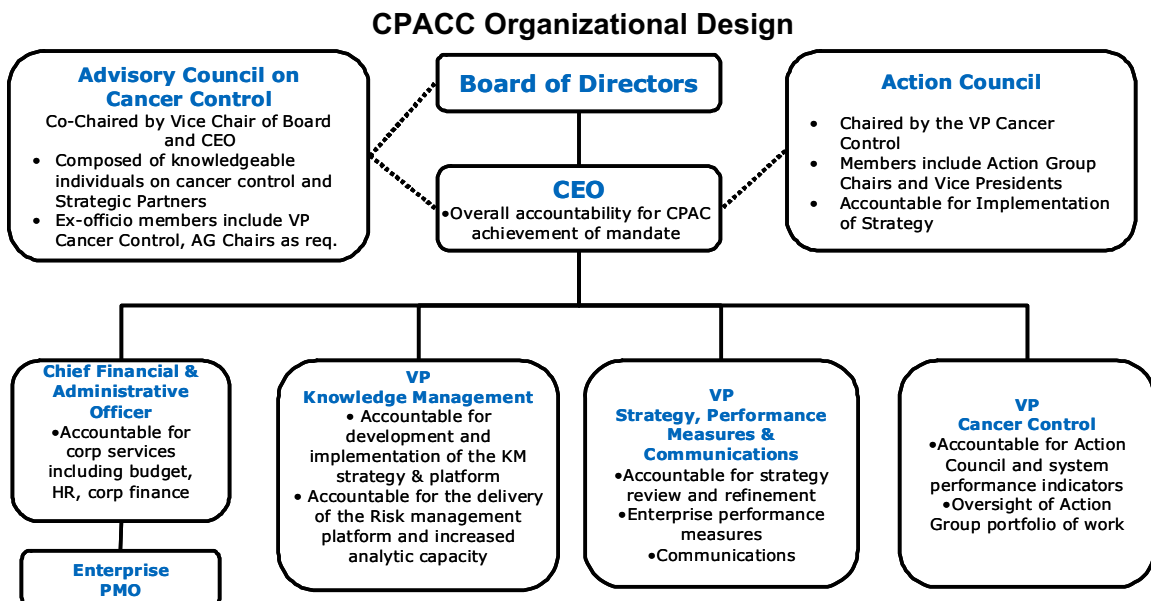 CPACC Organizational Design
Advisory Council on
Cancer Control
Co-Chaired by Vice Chair of Board
and CEO
• Composed of knowledgeable
individuals on cancer control and
Strategic Partners
• Ex-officio members include VP
Cancer Control, AG Chairs as req.
Board of Directors
CEO
•Overall accountability for CPAC
achievement of mandate
Action Council
• Chaired by the VP Cancer
Control
• Members include Action Group
Chairs and Vice Presidents
• Accountable for Implementation
of Strategy
Chief Financial &
Administrative
Officer
•Accountable for
corp services
including budget,
HR, corp finance
Enterprise
PMO
VP
Knowledge Management
• Accountable for
development and
implementation of the KM
strategy & platform
• Accountable for the delivery
of the Risk management
platform and increased
analytic capacity
VP
Strategy, Performance
Measures &
Communications
•Accountable for strategy
review and refinement
•Enterprise performance
measures
•Communications
VP
Cancer Control
•Accountable for Action
Council and system
performance indicators
•Oversight of Action
Group portfolio of work